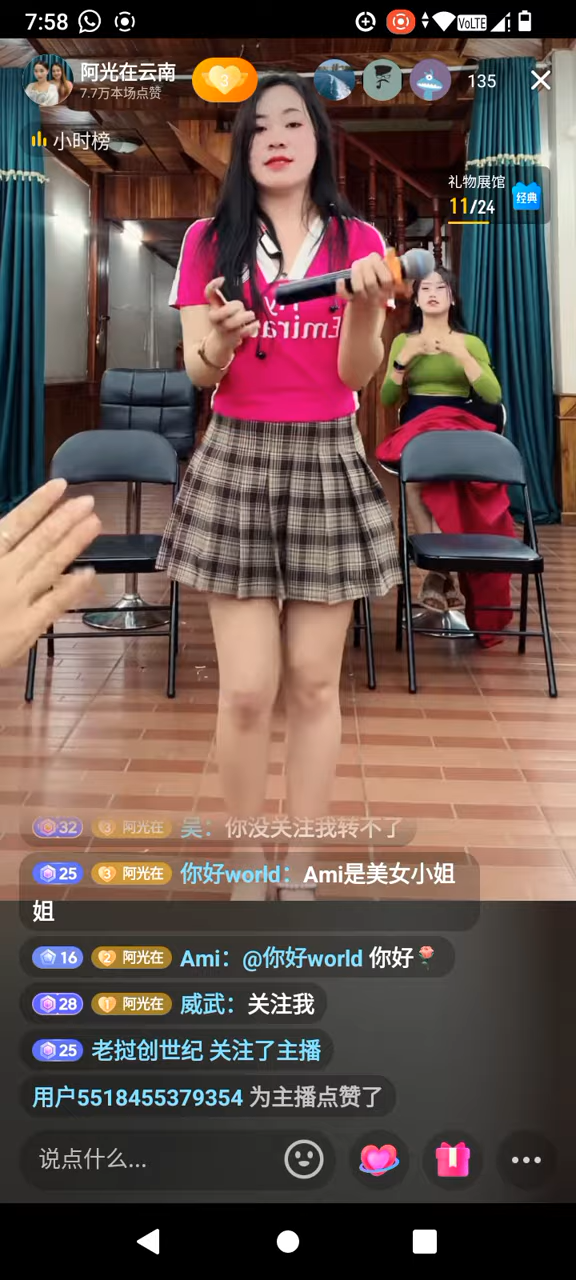 7:58
VoLTE
阿光在云南
7.7万本场点赞
3
135
小时榜
礼物展馆
11/24
经典
Fly
Emirat
32 3 阿光在 吴：你没关注我转不了
25 3 阿光在 你好world：Ami是美女小姐
姐
16 2 阿光在 Ami：@你好world 你好🌹
28 1 阿光在 威武：关注我
25 老挝创世纪 关注了主播
用户5518455379354 为主播点赞了
说点什么...